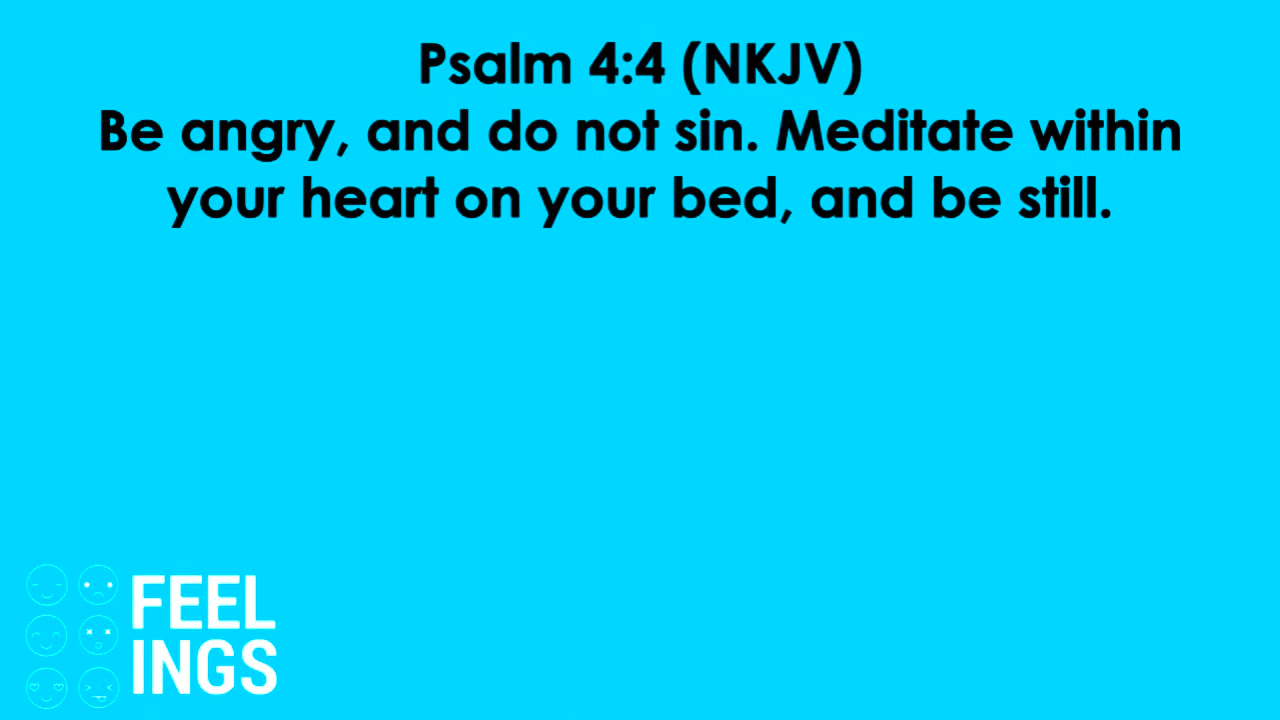 Psalm 4:4 (NKJV)
Be angry, and do not sin. Meditate within
your heart on your bed, and be still.
FEEL
INGS